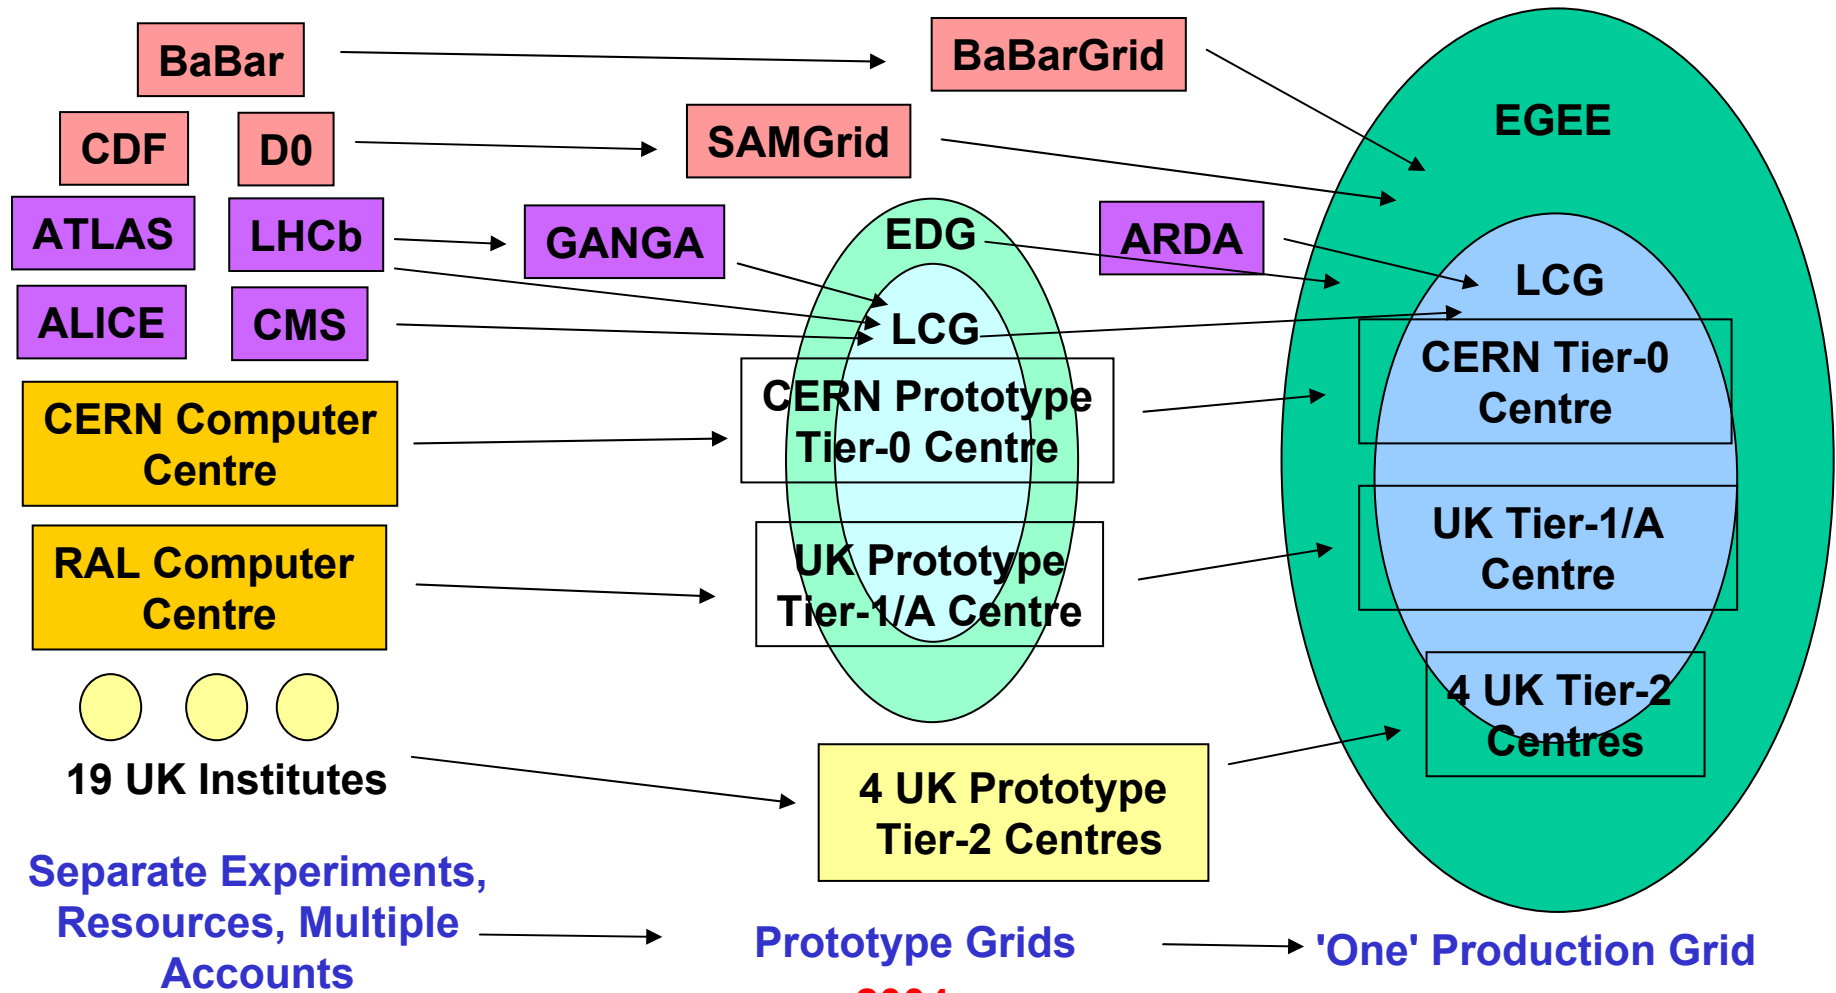 BaBar
BaBarGrid
EGEE
CDF
D0
SAMGrid
ATLAS
LHCb
GANGA
EDG
ARDA
LCG
ALICE
CMS
LCG
CERN Computer
Centre
CERN Prototype
Tier-0 Centre
CERN Tier-0
Centre
RAL Computer
Centre
UK Prototype
Tier-1/A Centre
UK Tier-1/A
Centre
19 UK Institutes
4 UK Prototype
Tier-2 Centres
4 UK Tier-2
Centres
Separate Experiments,
Resources, Multiple
Accounts
Prototype Grids
'One' Production Grid